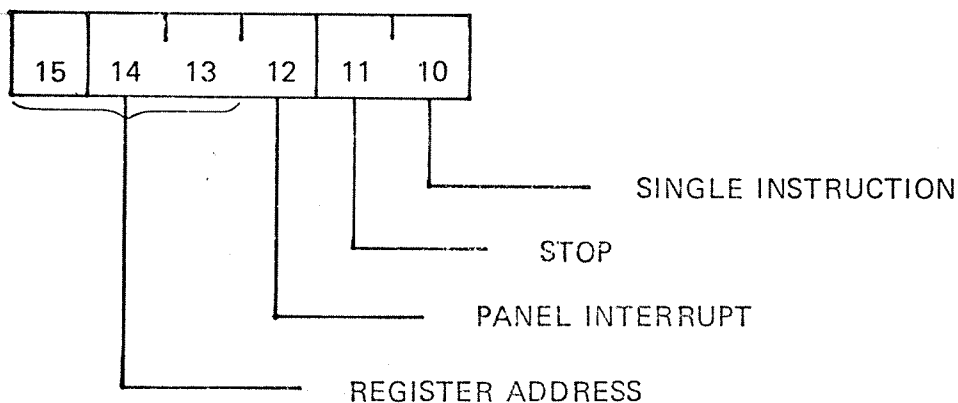 15 14 13 12 11 10
SINGLE INSTRUCTION
STOP
PANEL INTERRUPT
REGISTER ADDRESS